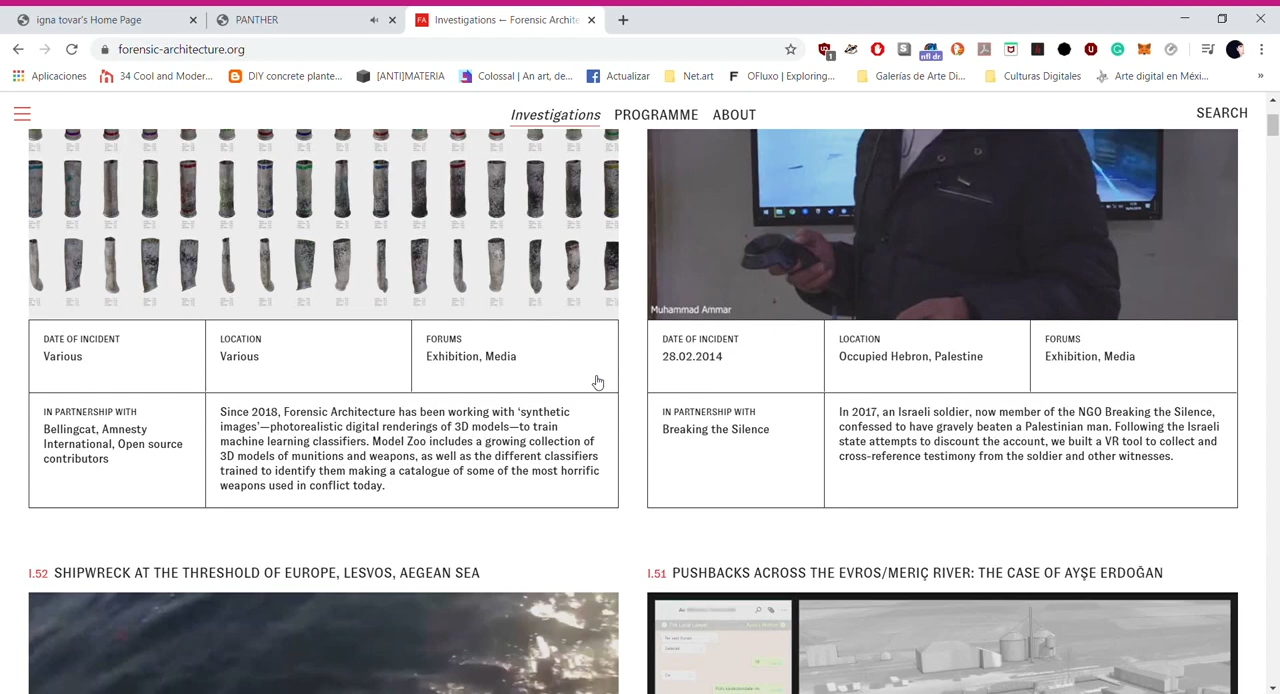 igna tovar's Home Page
PANTHER
FA Investigations ← Forensic Archite
forensic-architecture.org
1
nfl dr
Aplicaciones
34 Cool and Moder...
DIY concrete plante...
[ANTI]MATERIA
Colossal | An art, de...
Actualizar
Net.art
OFluxo | Exploring...
Galerías de Arte Di...
Culturas Digitales
Arte digital en Méxi...
»
Investigations PROGRAMME ABOUT
SEARCH
Muhammad Ammar
DATE OF INCIDENT
Various
LOCATION
Various
FORUMS
Exhibition, Media
IN PARTNERSHIP WITH
Bellingcat, Amnesty
International, Open source
contributors
Since 2018, Forensic Architecture has been working with ‘synthetic
images’—photorealistic digital renderings of 3D models—to train
machine learning classifiers. Model Zoo includes a growing collection of
3D models of munitions and weapons, as well as the different classifiers
trained to identify them making a catalogue of some of the most horrific
weapons used in conflict today.
DATE OF INCIDENT
28.02.2014
LOCATION
Occupied Hebron, Palestine
FORUMS
Exhibition, Media
IN PARTNERSHIP WITH
Breaking the Silence
In 2017, an Israeli soldier, now member of the NGO Breaking the Silence,
confessed to have gravely beaten a Palestinian man. Following the Israeli
state attempts to discount the account, we built a VR tool to collect and
cross-reference testimony from the soldier and other witnesses.
I.52 SHIPWRECK AT THE THRESHOLD OF EUROPE, LESVOS, AEGEAN SEA
I.51 PUSHBACKS ACROSS THE EVROS/MERIÇ RIVER: THE CASE OF AYŞE ERDOĞAN